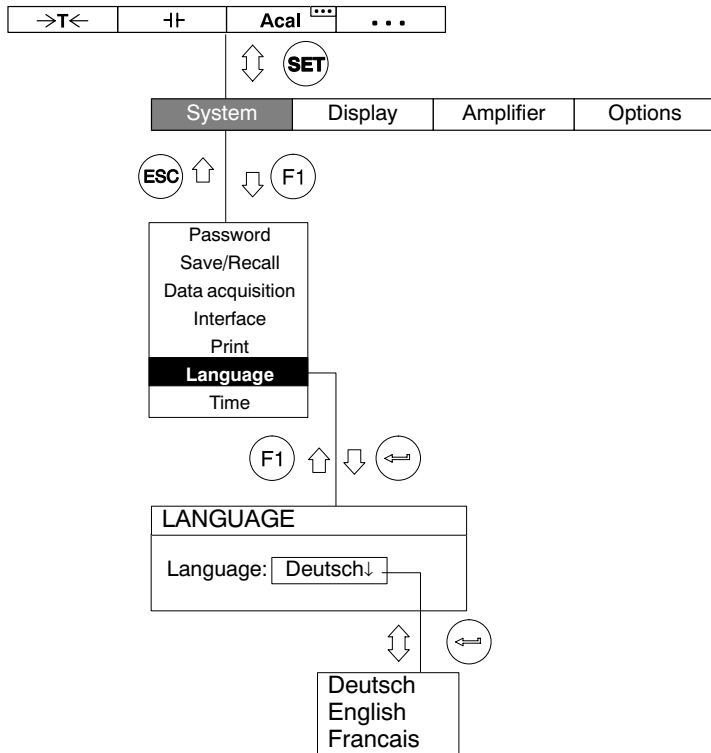 →T← ⊣⊢ Acal ...
SET
System Display Amplifier Options
ESC F1
Password
Save/Recall
Data acquisition
Interface
Print
Language
Time
F1
LANGUAGE
Language: Deutsch↓
Deutsch
English
Francais